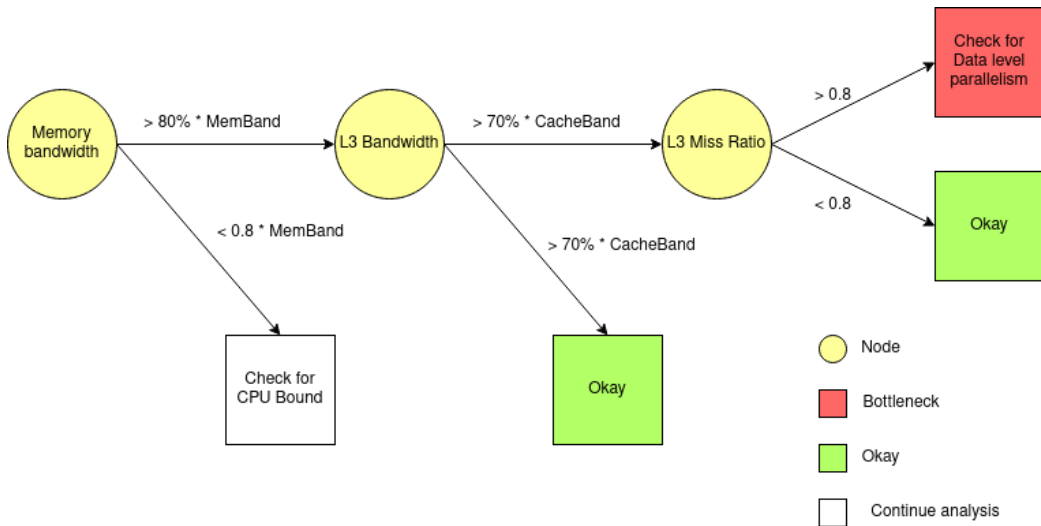 Memory
bandwidth
> 80% * MemBand
L3 Bandwidth
> 70% * CacheBand
L3 Miss Ratio
> 0.8
Check for
Data level
parallelism
< 0.8
Okay
< 0.8 * MemBand
> 70% * CacheBand
Check for
CPU Bound
Okay
Node
Bottleneck
Okay
Continue analysis